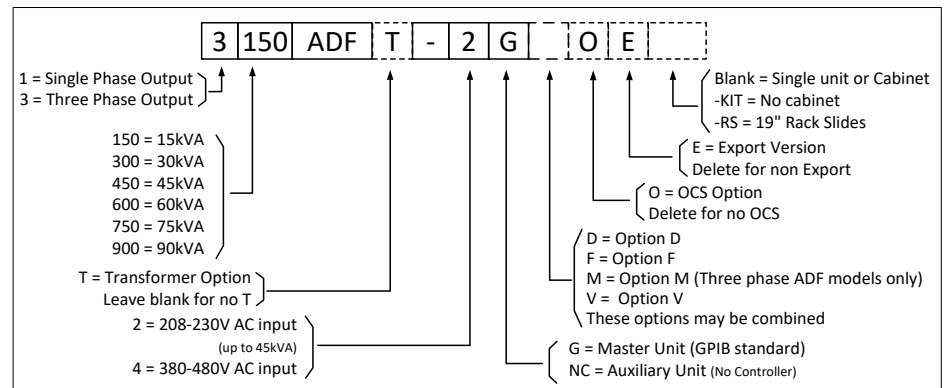 3 150 ADF T - 2 G O E
1 = Single Phase Output
3 = Three Phase Output
150 = 15kVA
300 = 30kVA
450 = 45kVA
600 = 60kVA
750 = 75kVA
900 = 90kVA
T = Transformer Option
Leave blank for no T
2 = 208-230V AC input
(up to 45kVA)
4 = 380-480V AC input
Blank = Single unit or Cabinet
-KIT = No cabinet
-RS = 19" Rack Slides
E = Export Version
Delete for non Export
O = OCS Option
Delete for no OCS
D = Option D
F = Option F
M = Option M (Three phase ADF models only)
V = Option V
These options may be combined
G = Master Unit (GPIB standard)
NC = Auxiliary Unit (No Controller)